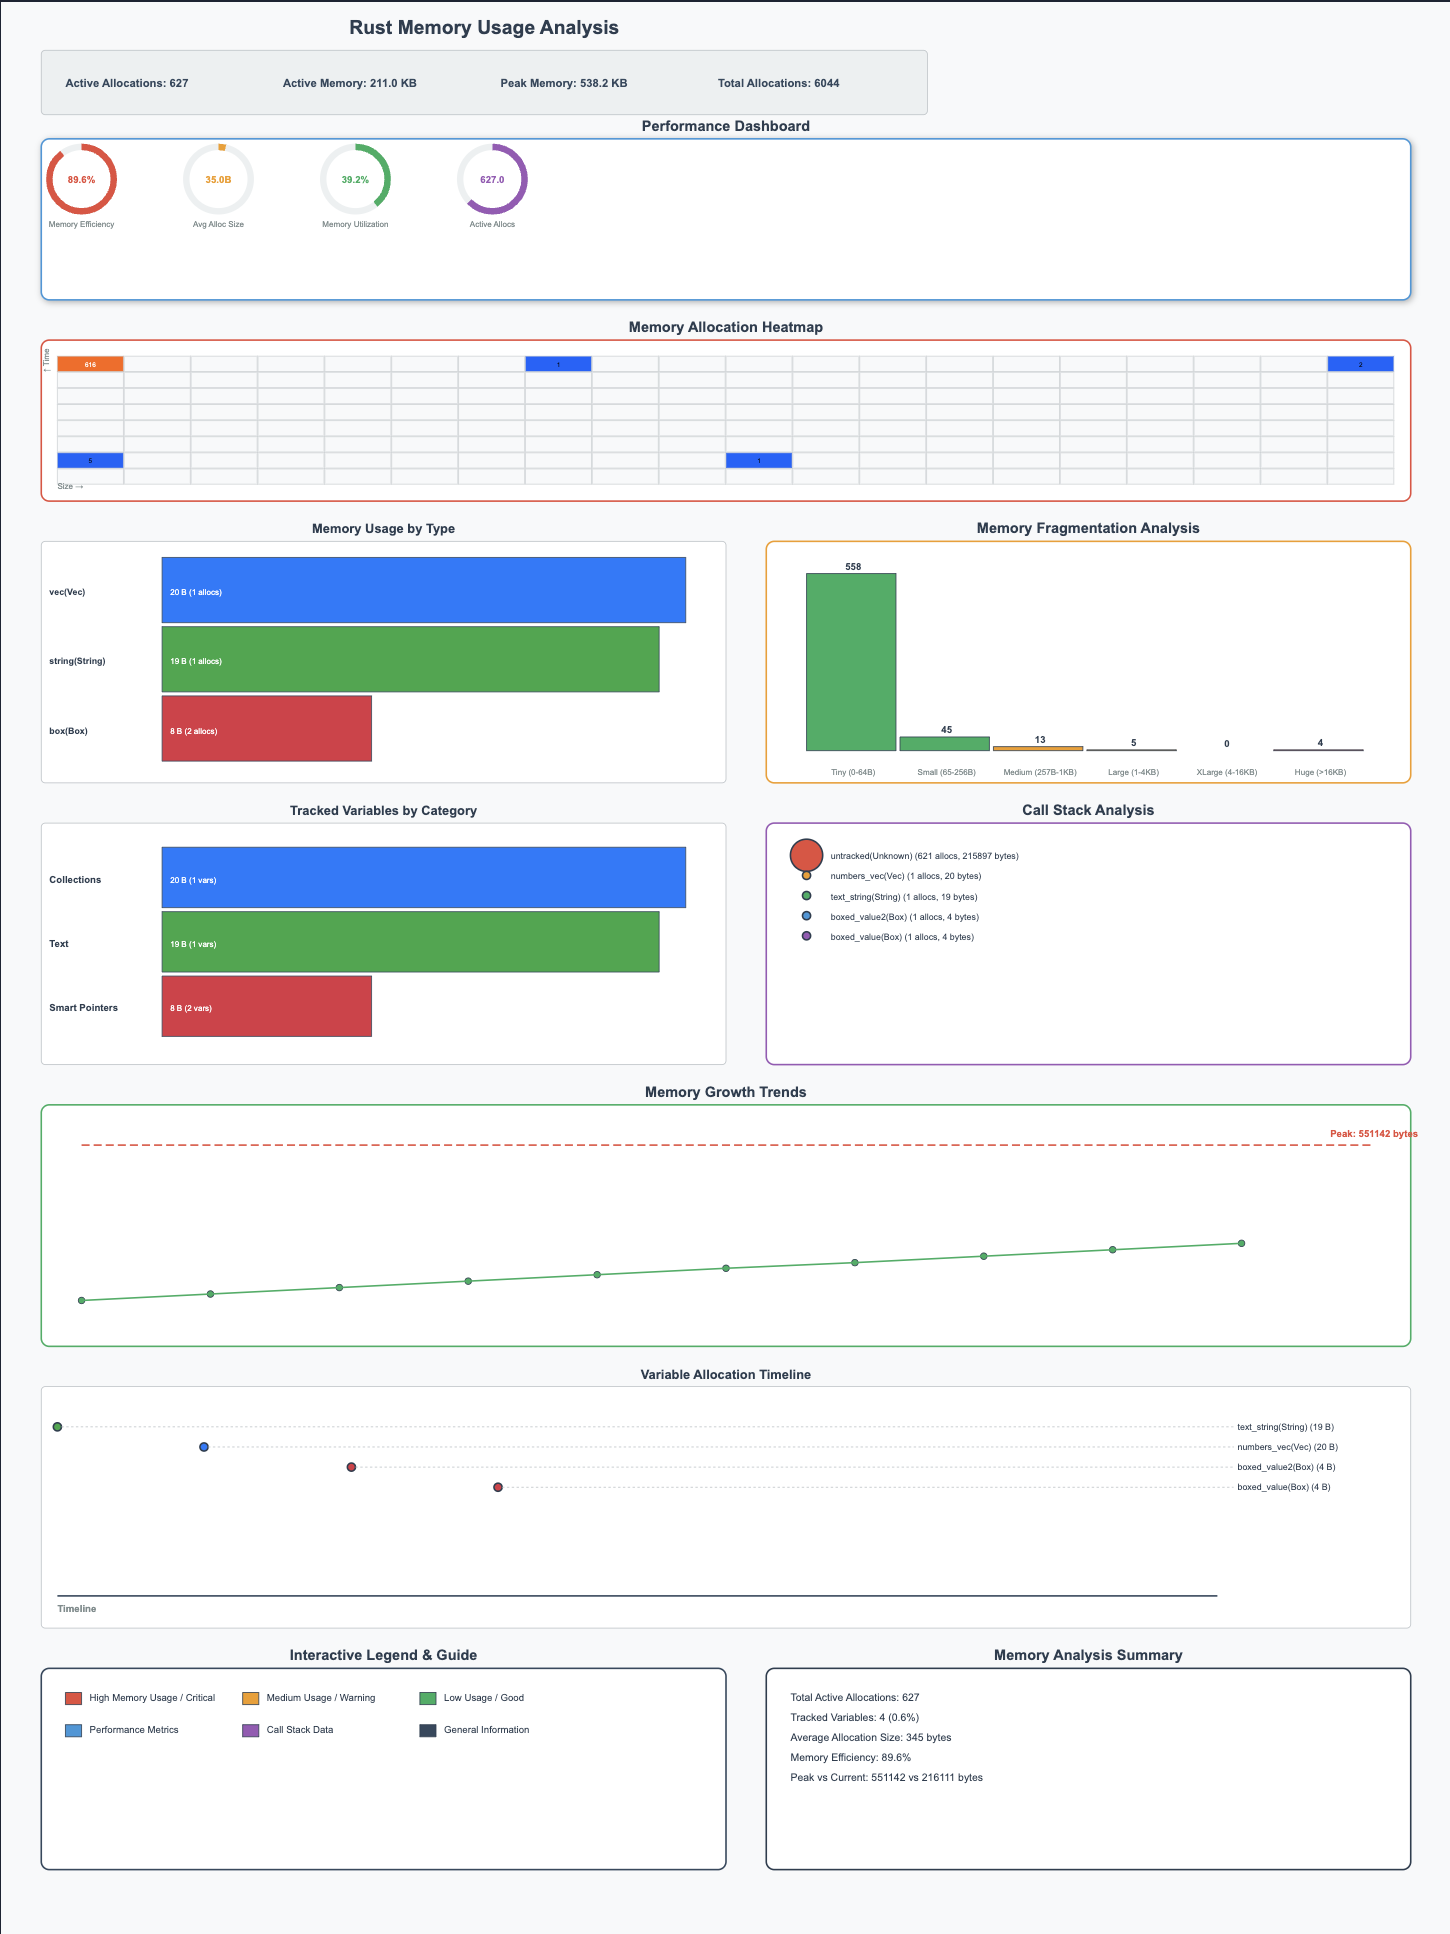 Rust Memory Usage Analysis
Active Allocations: 627
Active Memory: 211.0 KB
Peak Memory: 538.2 KB
Total Allocations: 6044
Performance Dashboard
89.6%
35.0B
39.2%
627.0
Memory Efficiency
Avg Alloc Size
Memory Utilization
Active Allocs
Memory Allocation Heatmap
↑ Time
616
1
2
5
1
Size →
Memory Usage by Type
vec(Vec)
20 B (1 allocs)
string(String)
19 B (1 allocs)
box(Box)
8 B (2 allocs)
Memory Fragmentation Analysis
558
45
13
5
0
4
Tiny (0-64B)
Small (65-256B)
Medium (257B-1KB)
Large (1-4KB)
XLarge (4-16KB)
Huge (>16KB)
Tracked Variables by Category
Collections
20 B (1 vars)
Text
19 B (1 vars)
Smart Pointers
8 B (2 vars)
Call Stack Analysis
untracked(Unknown) (621 allocs, 215897 bytes)
numbers_vec(Vec) (1 allocs, 20 bytes)
text_string(String) (1 allocs, 19 bytes)
boxed_value2(Box) (1 allocs, 4 bytes)
boxed_value(Box) (1 allocs, 4 bytes)
Memory Growth Trends
Peak: 551142 bytes
Variable Allocation Timeline
text_string(String) (19 B)
numbers_vec(Vec) (20 B)
boxed_value2(Box) (4 B)
boxed_value(Box) (4 B)
Timeline
Interactive Legend & Guide
High Memory Usage / Critical
Medium Usage / Warning
Low Usage / Good
Performance Metrics
Call Stack Data
General Information
Memory Analysis Summary
Total Active Allocations: 627
Tracked Variables: 4 (0.6%)
Average Allocation Size: 345 bytes
Memory Efficiency: 89.6%
Peak vs Current: 551142 vs 216111 bytes